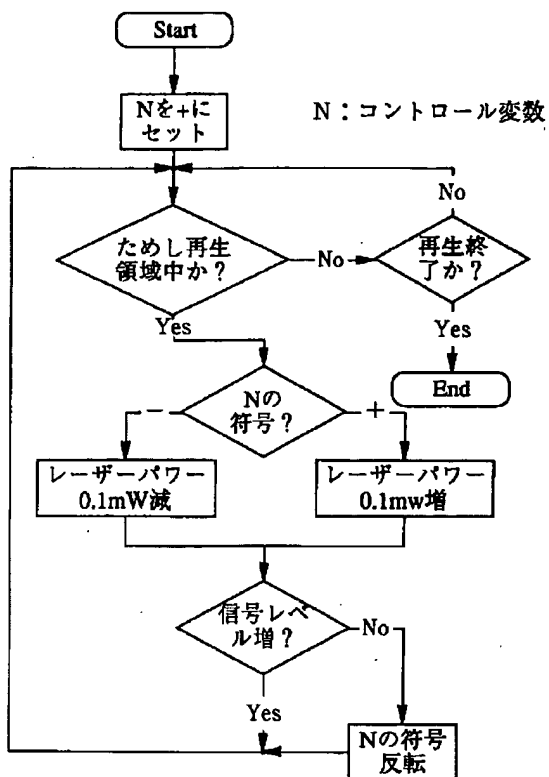 Start
Nを+に
セット
N：コントロール変数
No
ためし再生
領域中か？
No
再生終
了か？
Yes
Yes
End
Nの
符号？
−
+
レーザーパワー
0.1mW減
レーザーパワー
0.1mw増
信号レベ
ル増？
No
Yes
Nの符号
反転